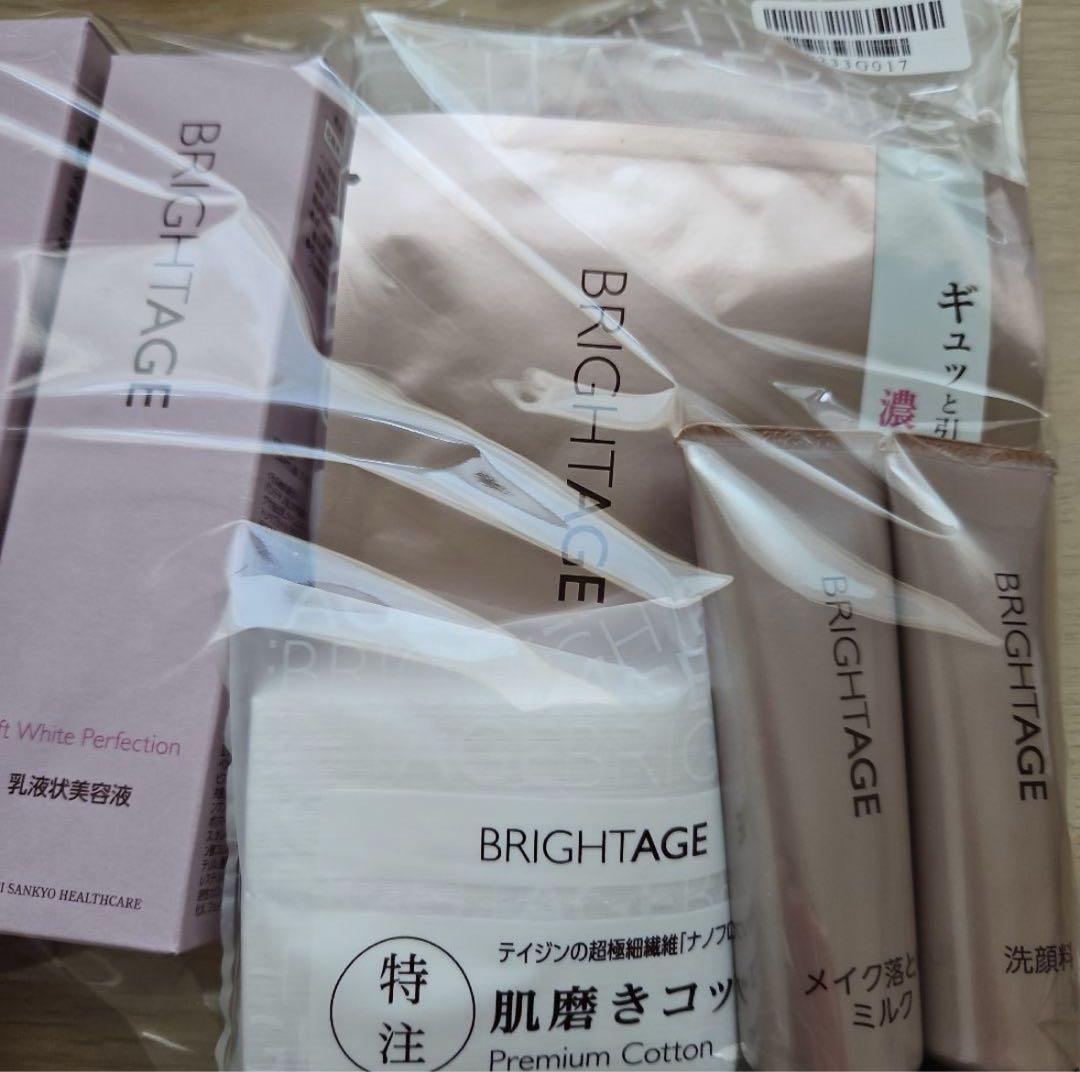 BRIGHTAGE
ft White Perfection
乳液状美容液
I SANKYO HEALTHCARE
BRIGHTAGE
ギュッと引
濃
33G017
BRIGHTAGE
テイジンの超極細繊維「ナノフロ
特注
肌磨きコッ
Premium Cotton
BRIGHTAGE
メイク落と
ミルク
BRIGHTAGE
洗顔料